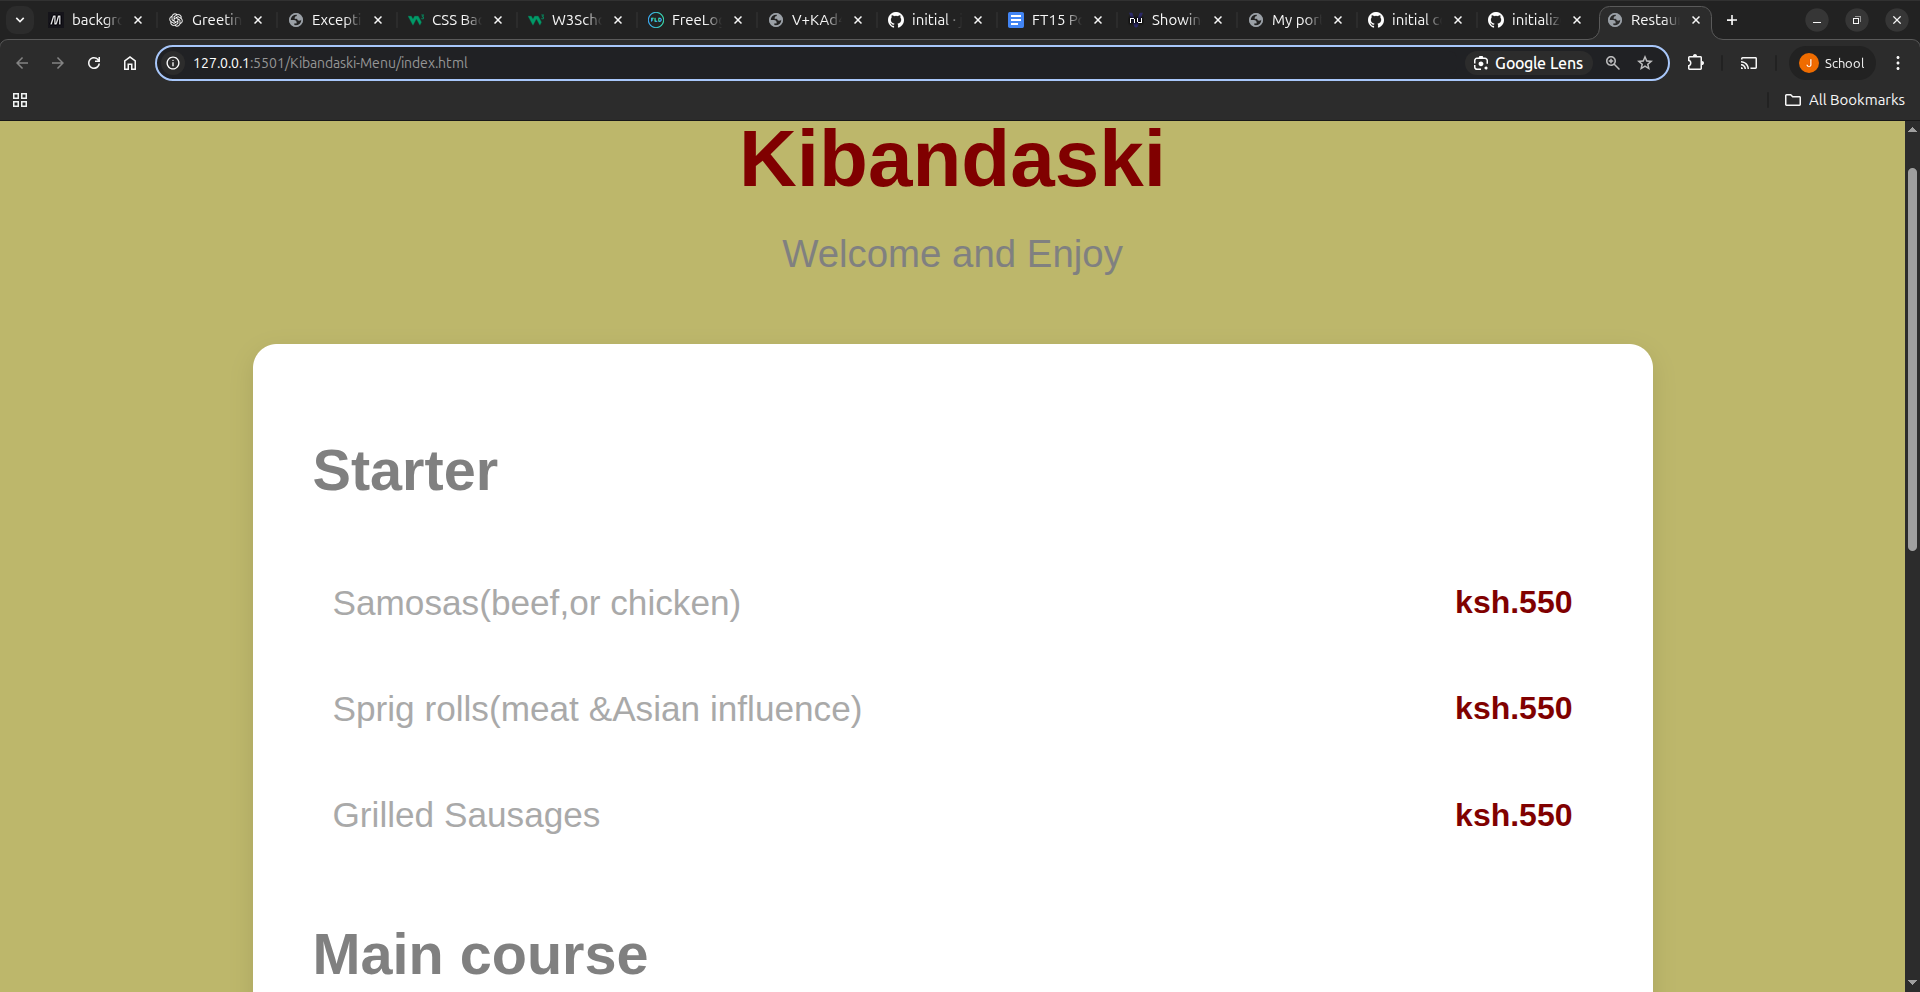 backgro
Greetin
Excepti
CSS Ba
W3Sch
FreeLo
V+KAd
initial ·
FT15 P
Showin
My por
initial c
initializ
Restau
127.0.0.1:5501/Kibandaski-Menu/index.html
Google Lens
J School
All Bookmarks
Kibandaski
Welcome and Enjoy
Starter
Samosas(beef,or chicken) ksh.550
Sprig rolls(meat &Asian influence) ksh.550
Grilled Sausages ksh.550
Main course